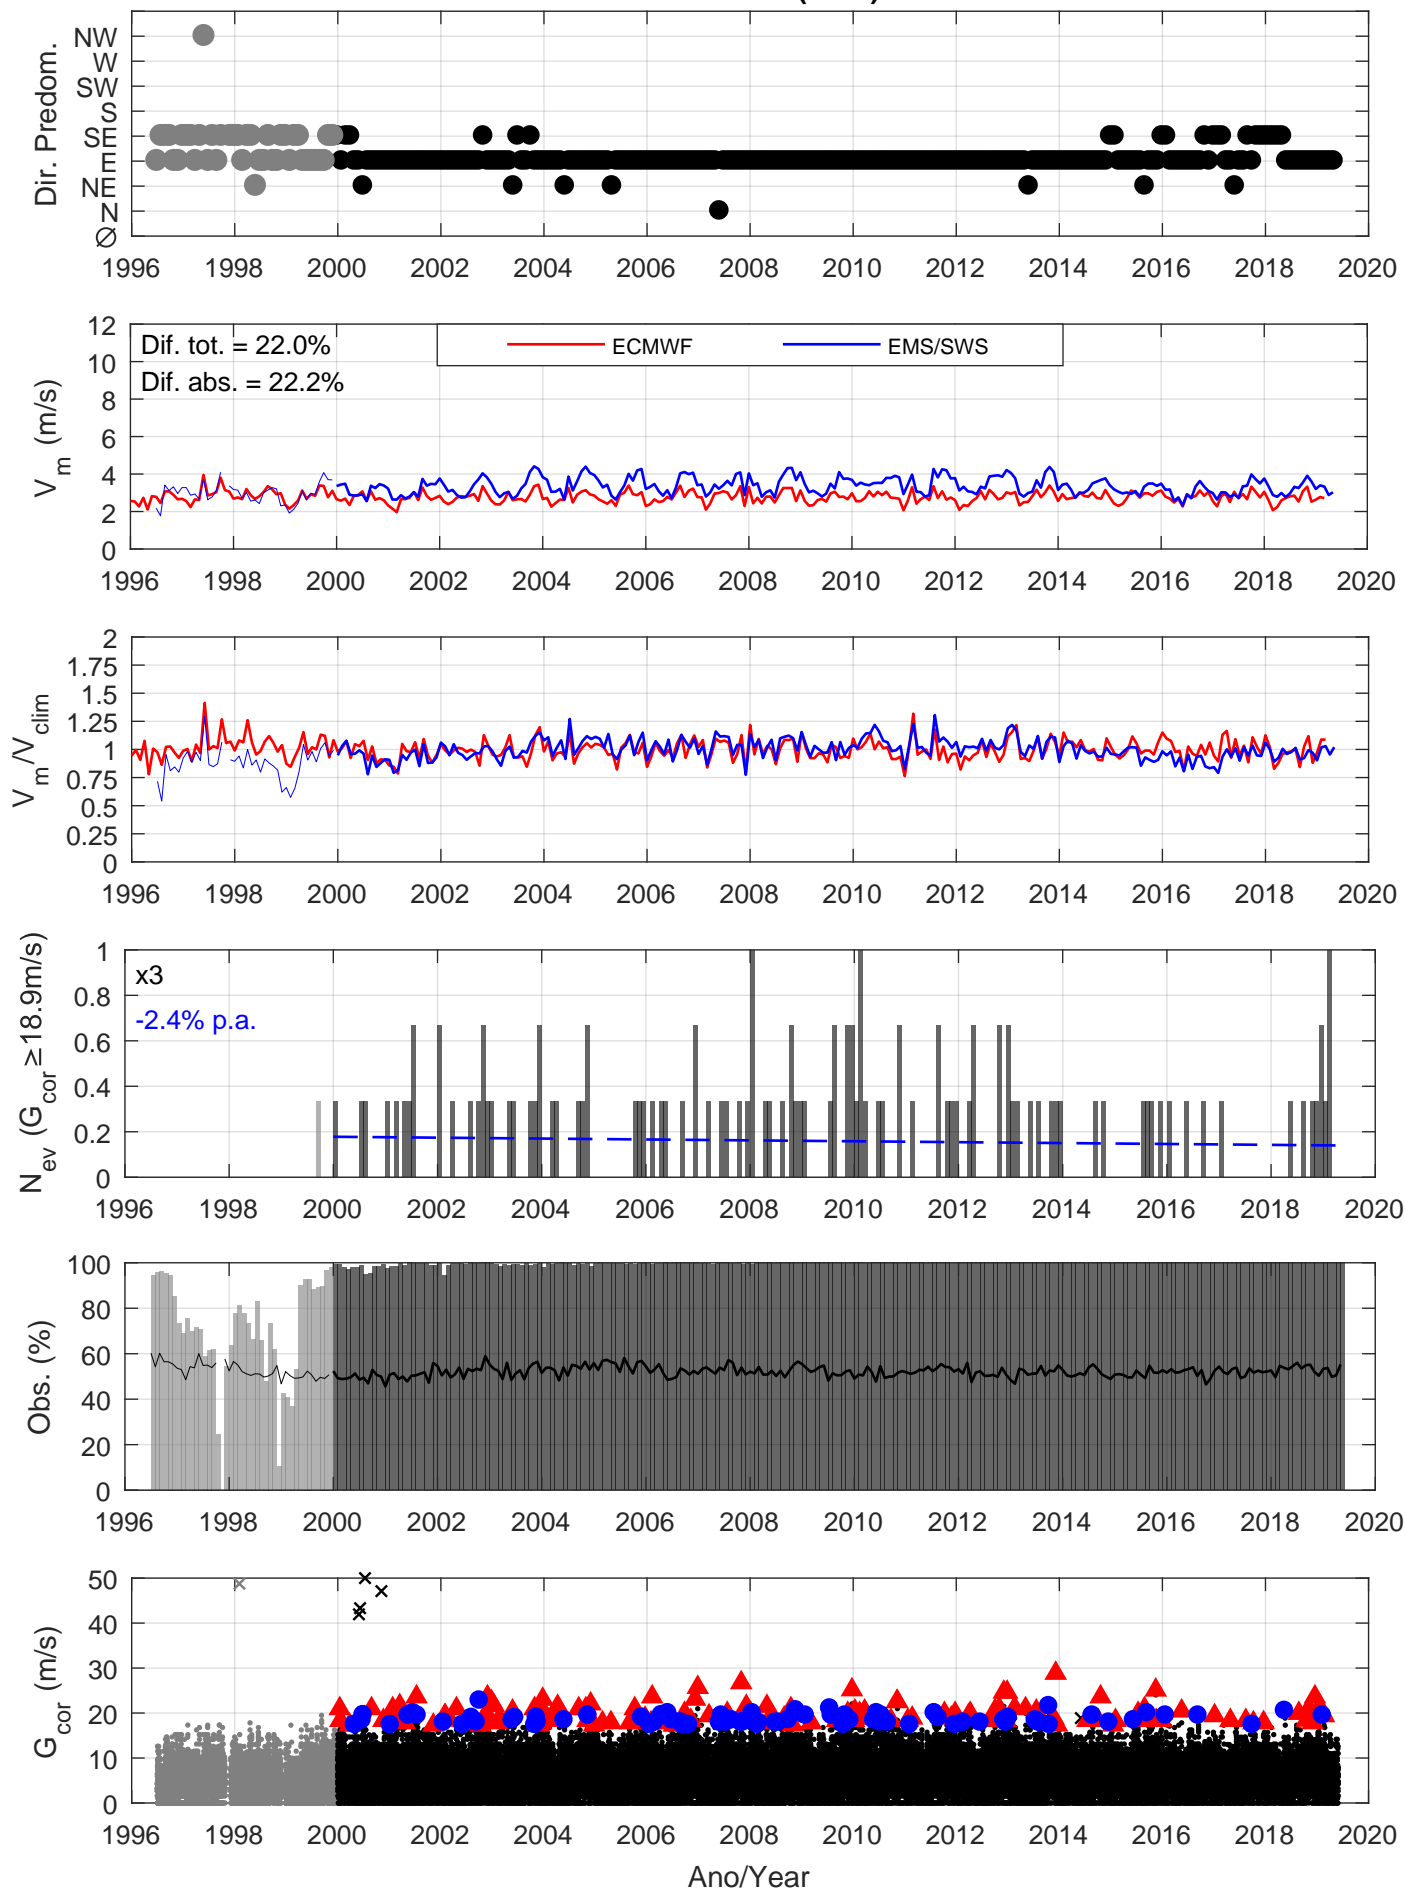 NW
W
SW
S
SE
E
NE
N
Ø
Dir. Predom.
1996 1998 2000 2002 2004 2006 2008 2010 2012 2014 2016 2018 2020
12
10
8
6
4
2
0
V_m (m/s)
Dif. tot. = 22.0%
Dif. abs. = 22.2%
ECMWF EMS/SWS
1996 1998 2000 2002 2004 2006 2008 2010 2012 2014 2016 2018 2020
2
1.75
1.5
1.25
1
0.75
0.5
0.25
0
V_m/V_clim
1996 1998 2000 2002 2004 2006 2008 2010 2012 2014 2016 2018 2020
1
0.8
0.6
0.4
0.2
0
N_ev (G_cor ≥18.9m/s)
x3
-2.4% p.a.
1996 1998 2000 2002 2004 2006 2008 2010 2012 2014 2016 2018 2020
100
80
60
40
20
0
Obs. (%)
1996 1998 2000 2002 2004 2006 2008 2010 2012 2014 2016 2018 2020
50
40
30
20
10
0
G_cor (m/s)
1996 1998 2000 2002 2004 2006 2008 2010 2012 2014 2016 2018 2020
Ano/Year